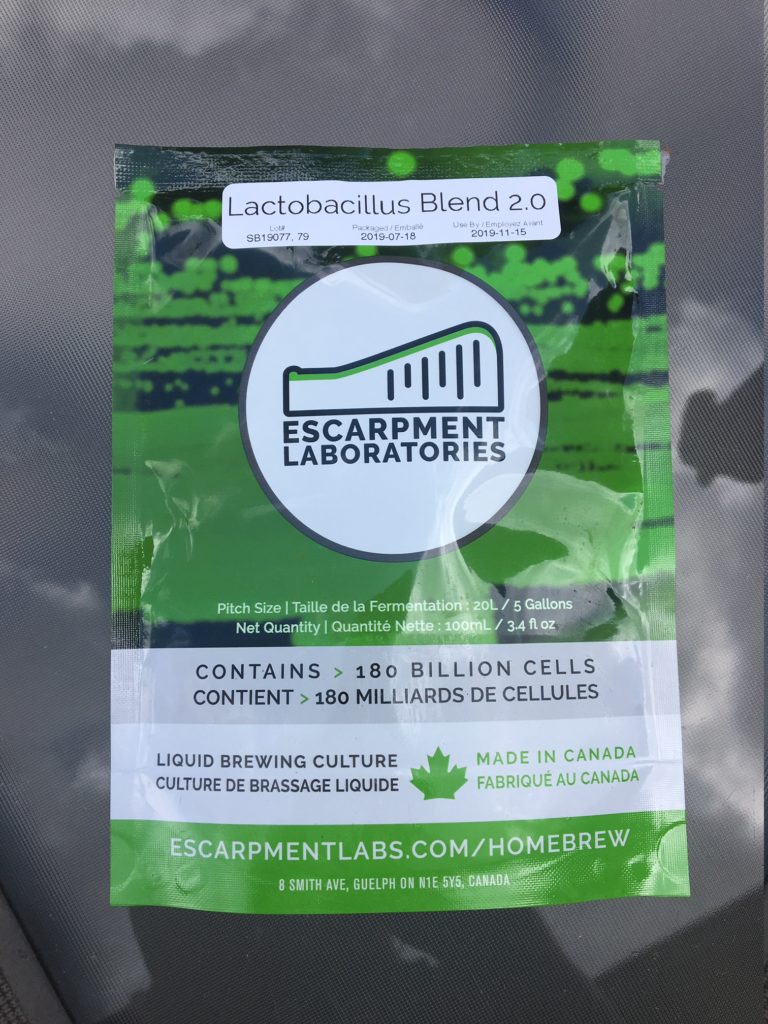 Lactobacillus Blend 2.0
Lot# Packaged / Emballé Use By / Employez Avant
SB19077, 79 2019-07-18 2019-11-15
ESCARPMENT
LABORATORIES
Pitch Size | Taille de la Fermentation : 20L / 5 Gallons
Net Quantity | Quantité Nette : 100mL / 3.4 fl oz
CONTAINS > 180 BILLION CELLS
CONTIENT > 180 MILLIARDS DE CELLULES
LIQUID BREWING CULTURE
CULTURE DE BRASSAGE LIQUIDE
MADE IN CANADA
FABRIQUÉ AU CANADA
ESCARPMENTLABS.COM/HOMEBREW
8 SMITH AVE, GUELPH ON N1E 5Y5, CANADA